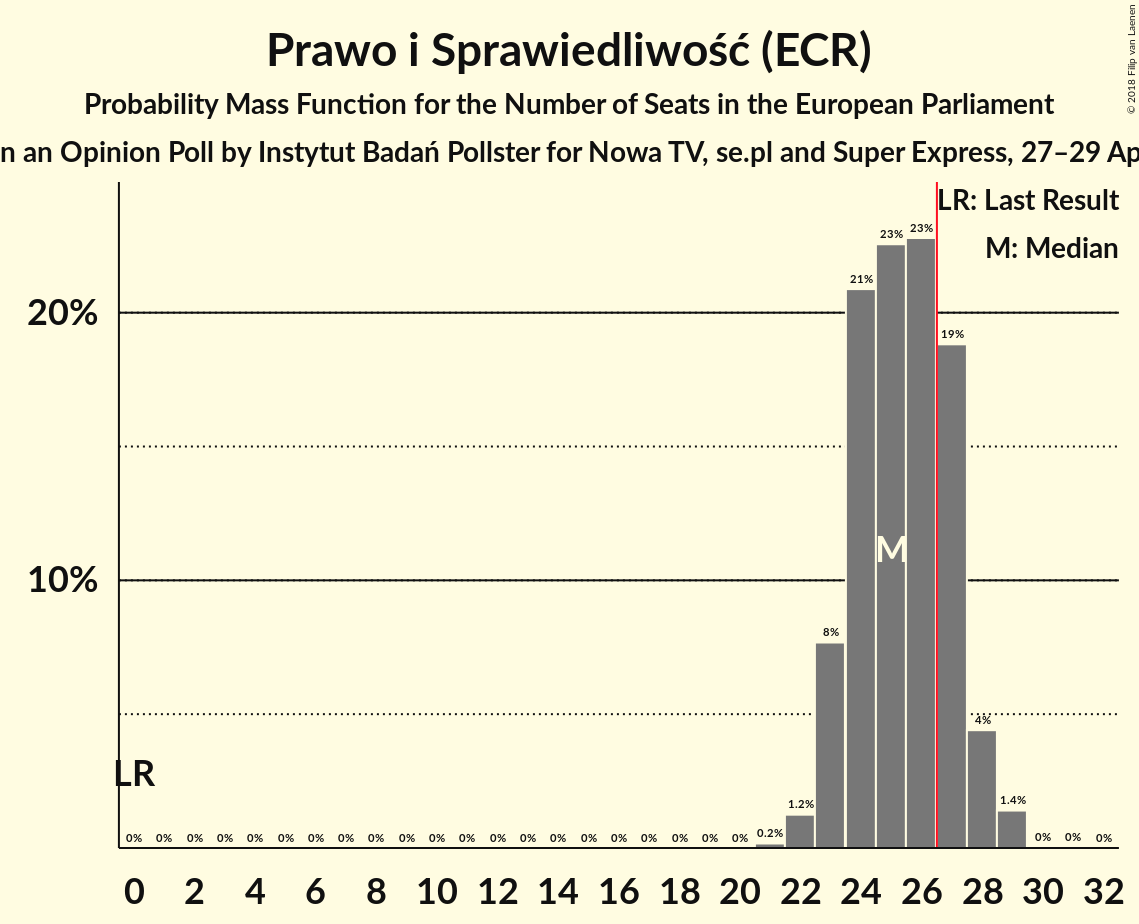 Prawo i Sprawiedliwość (ECR)
Probability Mass Function for the Number of Seats in the European Parliament
n an Opinion Poll by Instytut Badań Pollster for Nowa TV, se.pl and Super Express, 27–29 Ap
© 2018 Filip van Laenen
LR: Last Result
M: Median
20%
10%
LR
M
0% 0% 0% 0% 0% 0% 0% 0% 0% 0% 0% 0% 0% 0% 0% 0% 0% 0% 0% 0% 0% 0.2% 1.2% 8% 21% 23% 23% 19% 4% 1.4% 0% 0% 0%
0 2 4 6 8 10 12 14 16 18 20 22 24 26 28 30 32